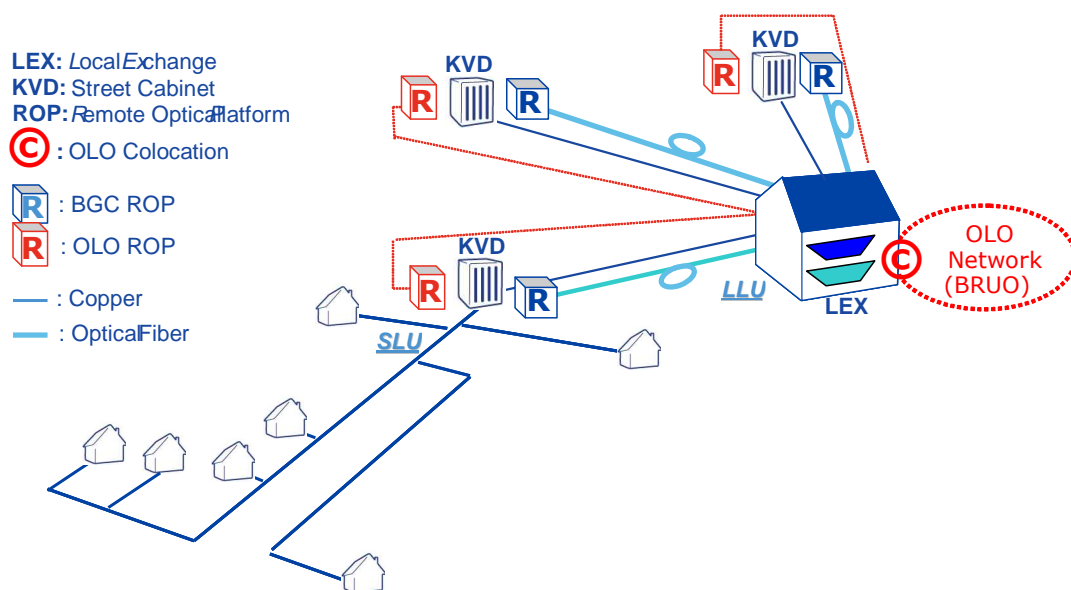 LEX: LocalExchange
KVD: Street Cabinet
ROP: Remote OpticalPlatform
C : OLO Colocation
R : BGC ROP
R : OLO ROP
: Copper
: OpticalFiber
KVD
R
R
KVD
R
R
KVD
R
R
SLU
LLU
LEX
C
OLO
Network
(BRUO)